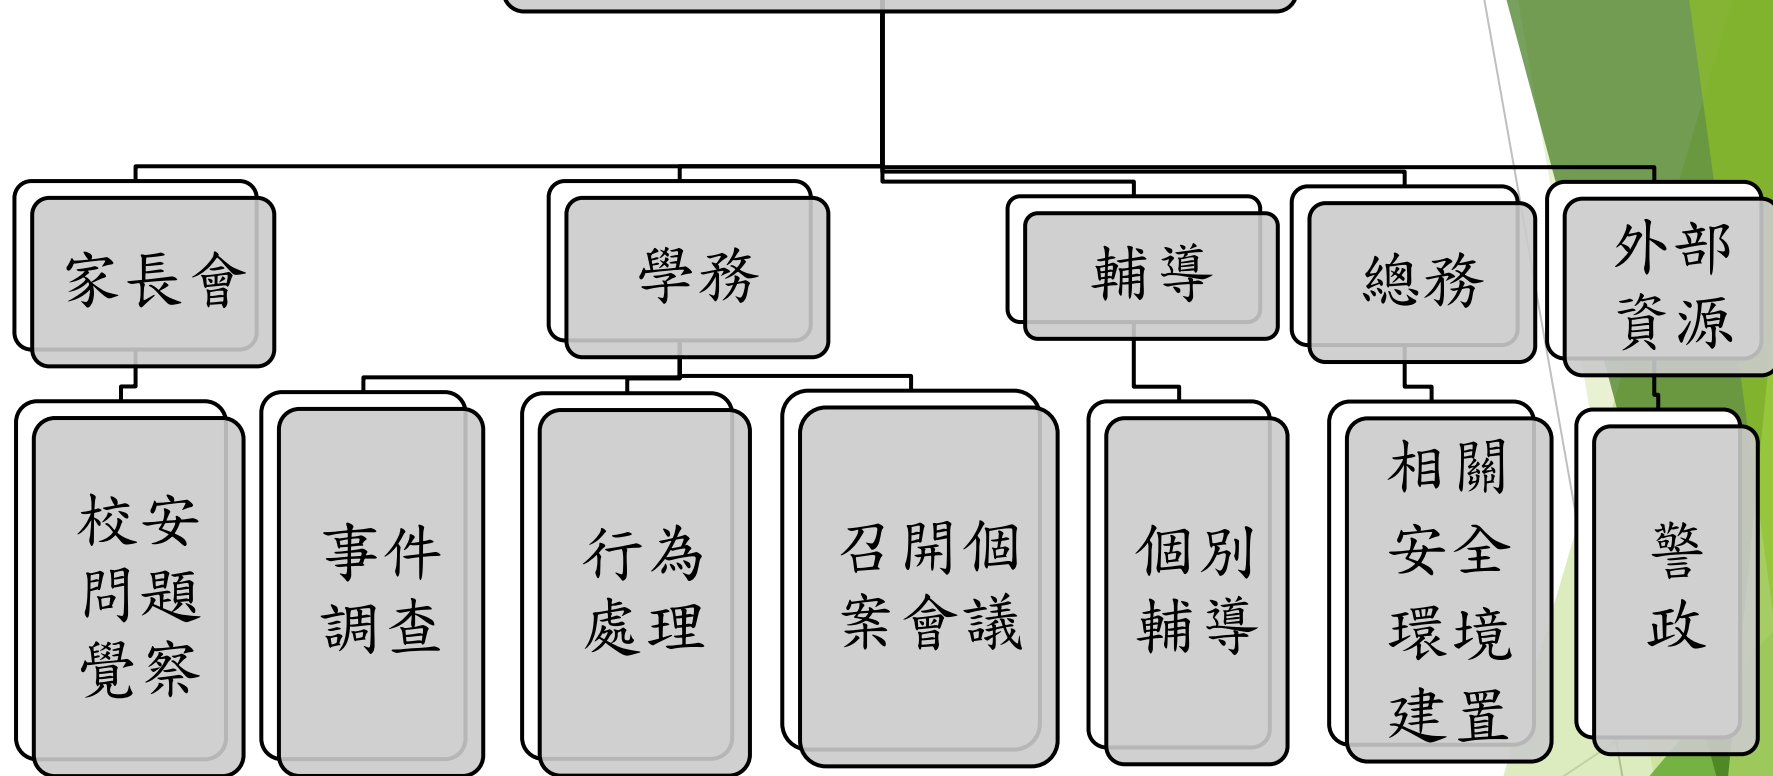 家長會
學務
輔導
總務
外部
資源
校安
問題
覺察
事件
調查
行為
處理
召開個
案會議
個別
輔導
相關
安全
環境
建置
警
政